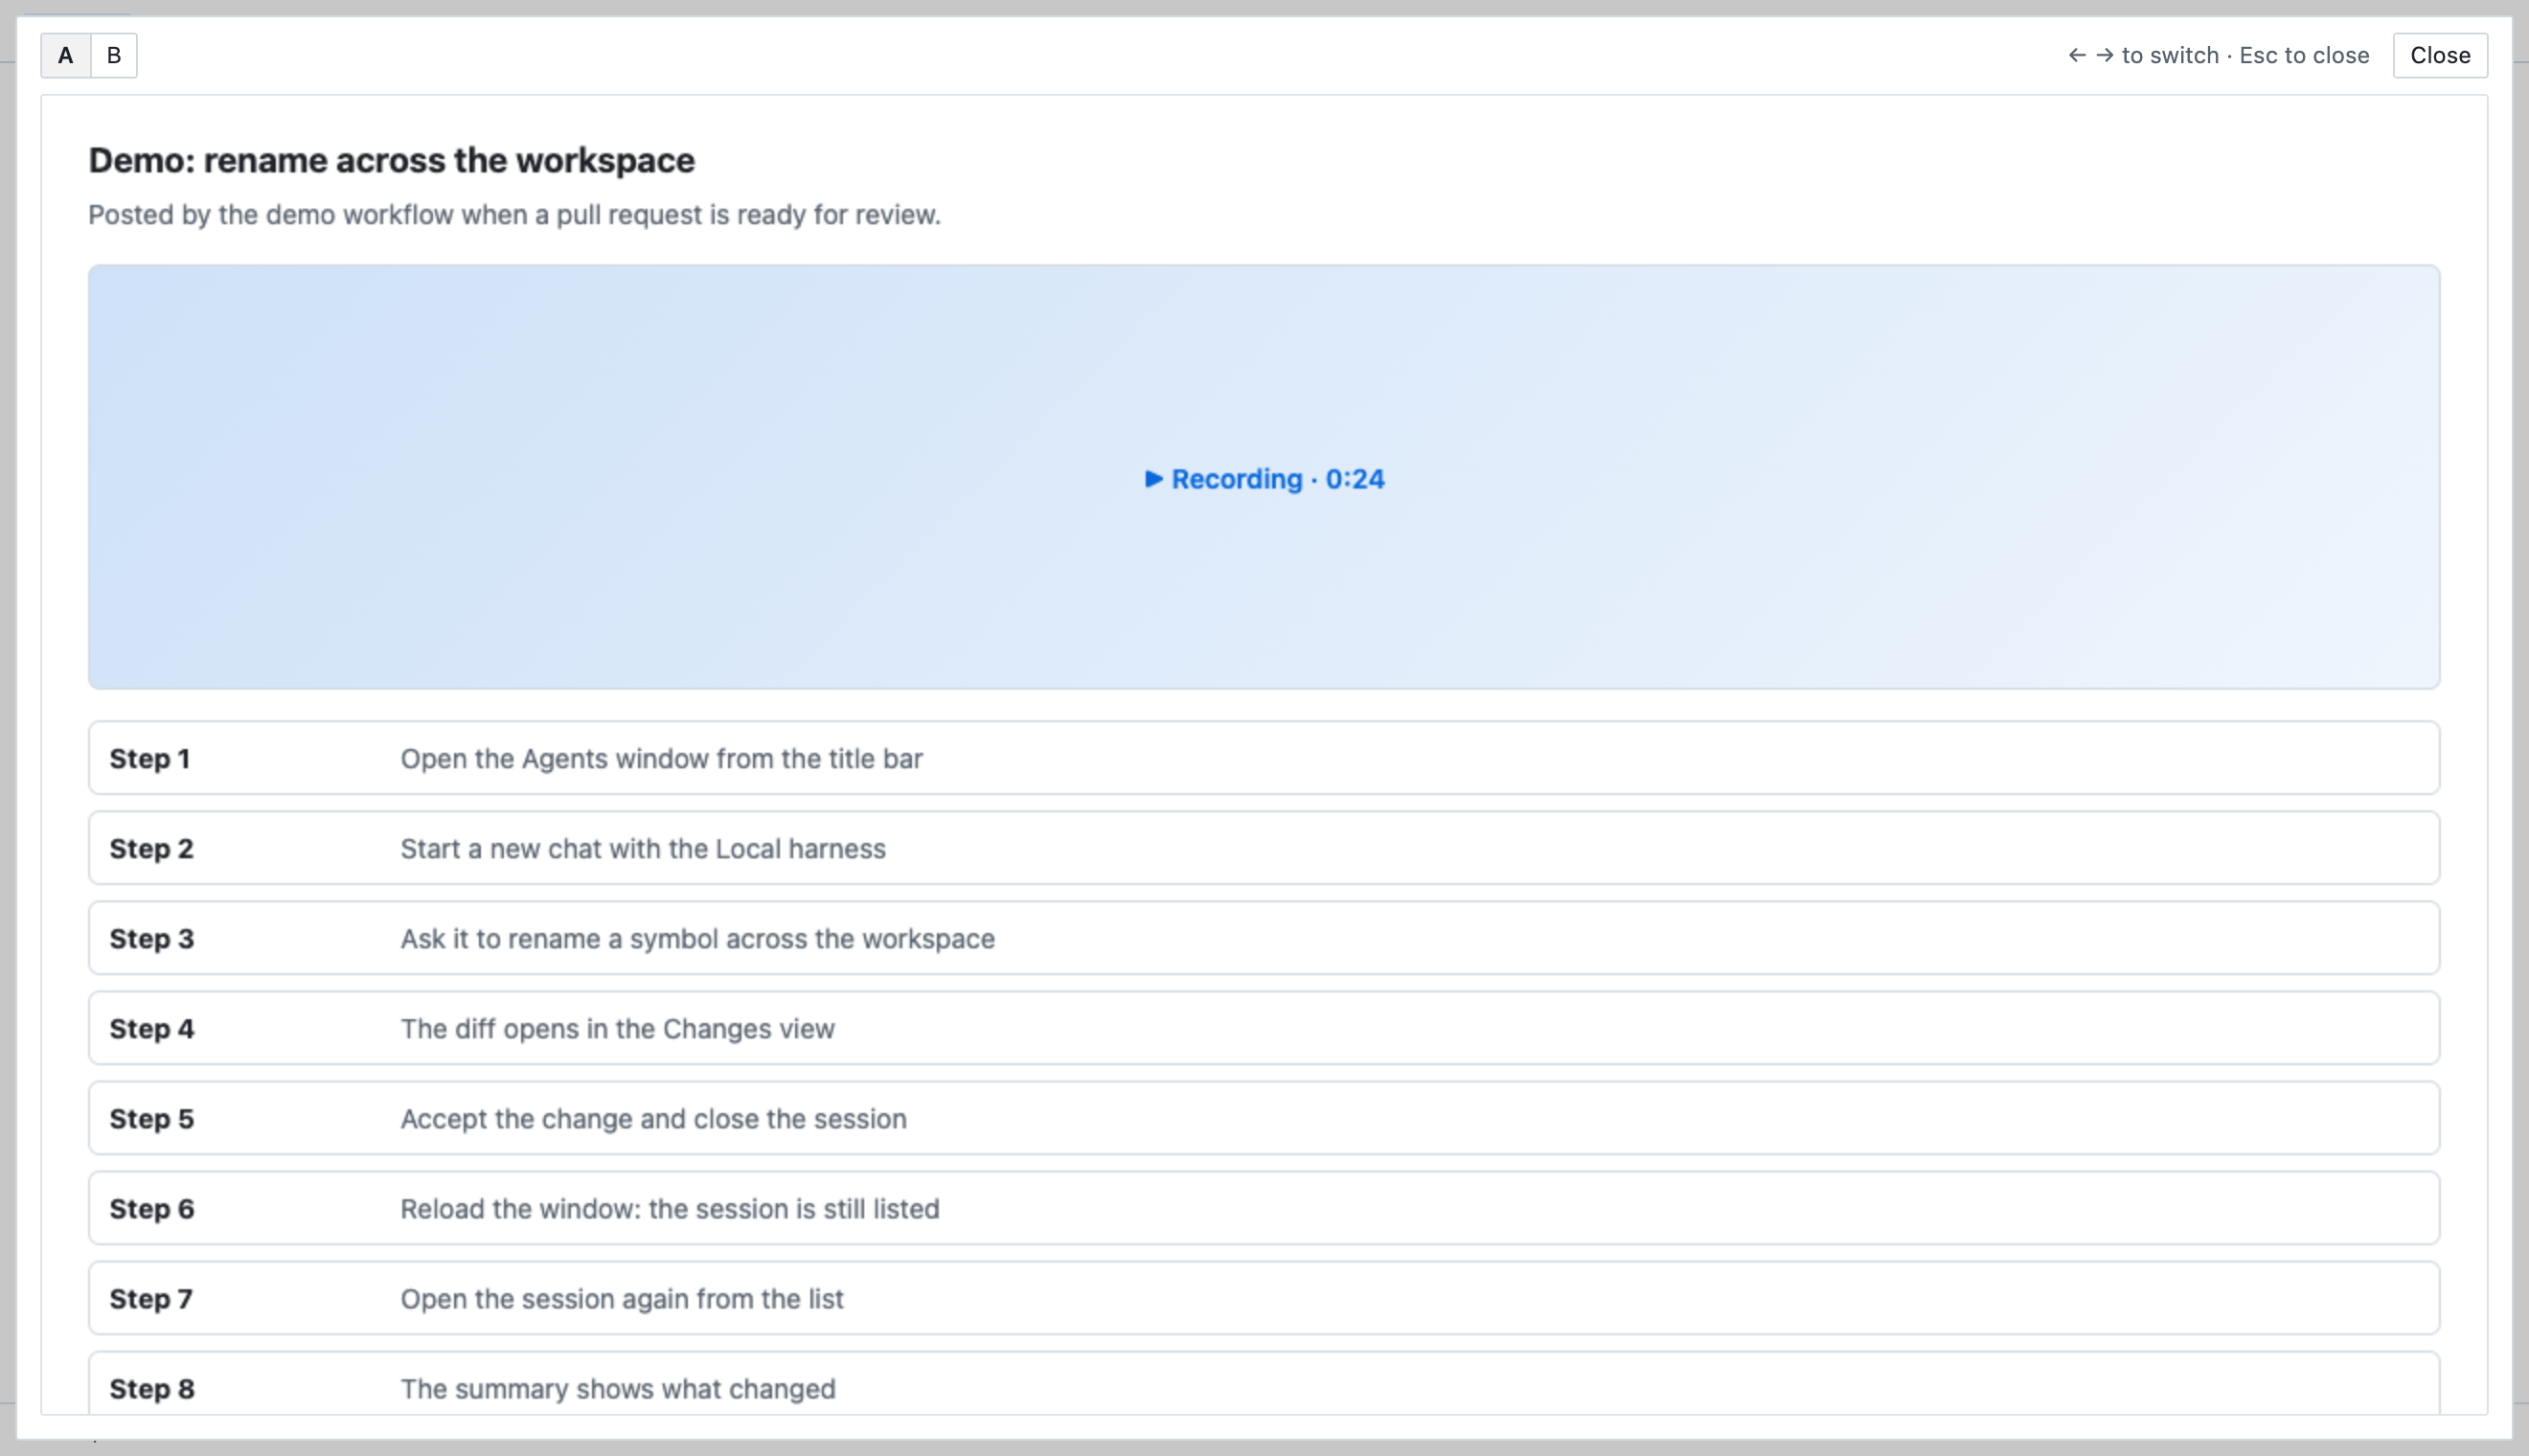 A B ← → to switch · Esc to close Close
Demo: rename across the workspace
Posted by the demo workflow when a pull request is ready for review.
▶ Recording · 0:24
Step 1 Open the Agents window from the title bar
Step 2 Start a new chat with the Local harness
Step 3 Ask it to rename a symbol across the workspace
Step 4 The diff opens in the Changes view
Step 5 Accept the change and close the session
Step 6 Reload the window: the session is still listed
Step 7 Open the session again from the list
Step 8 The summary shows what changed